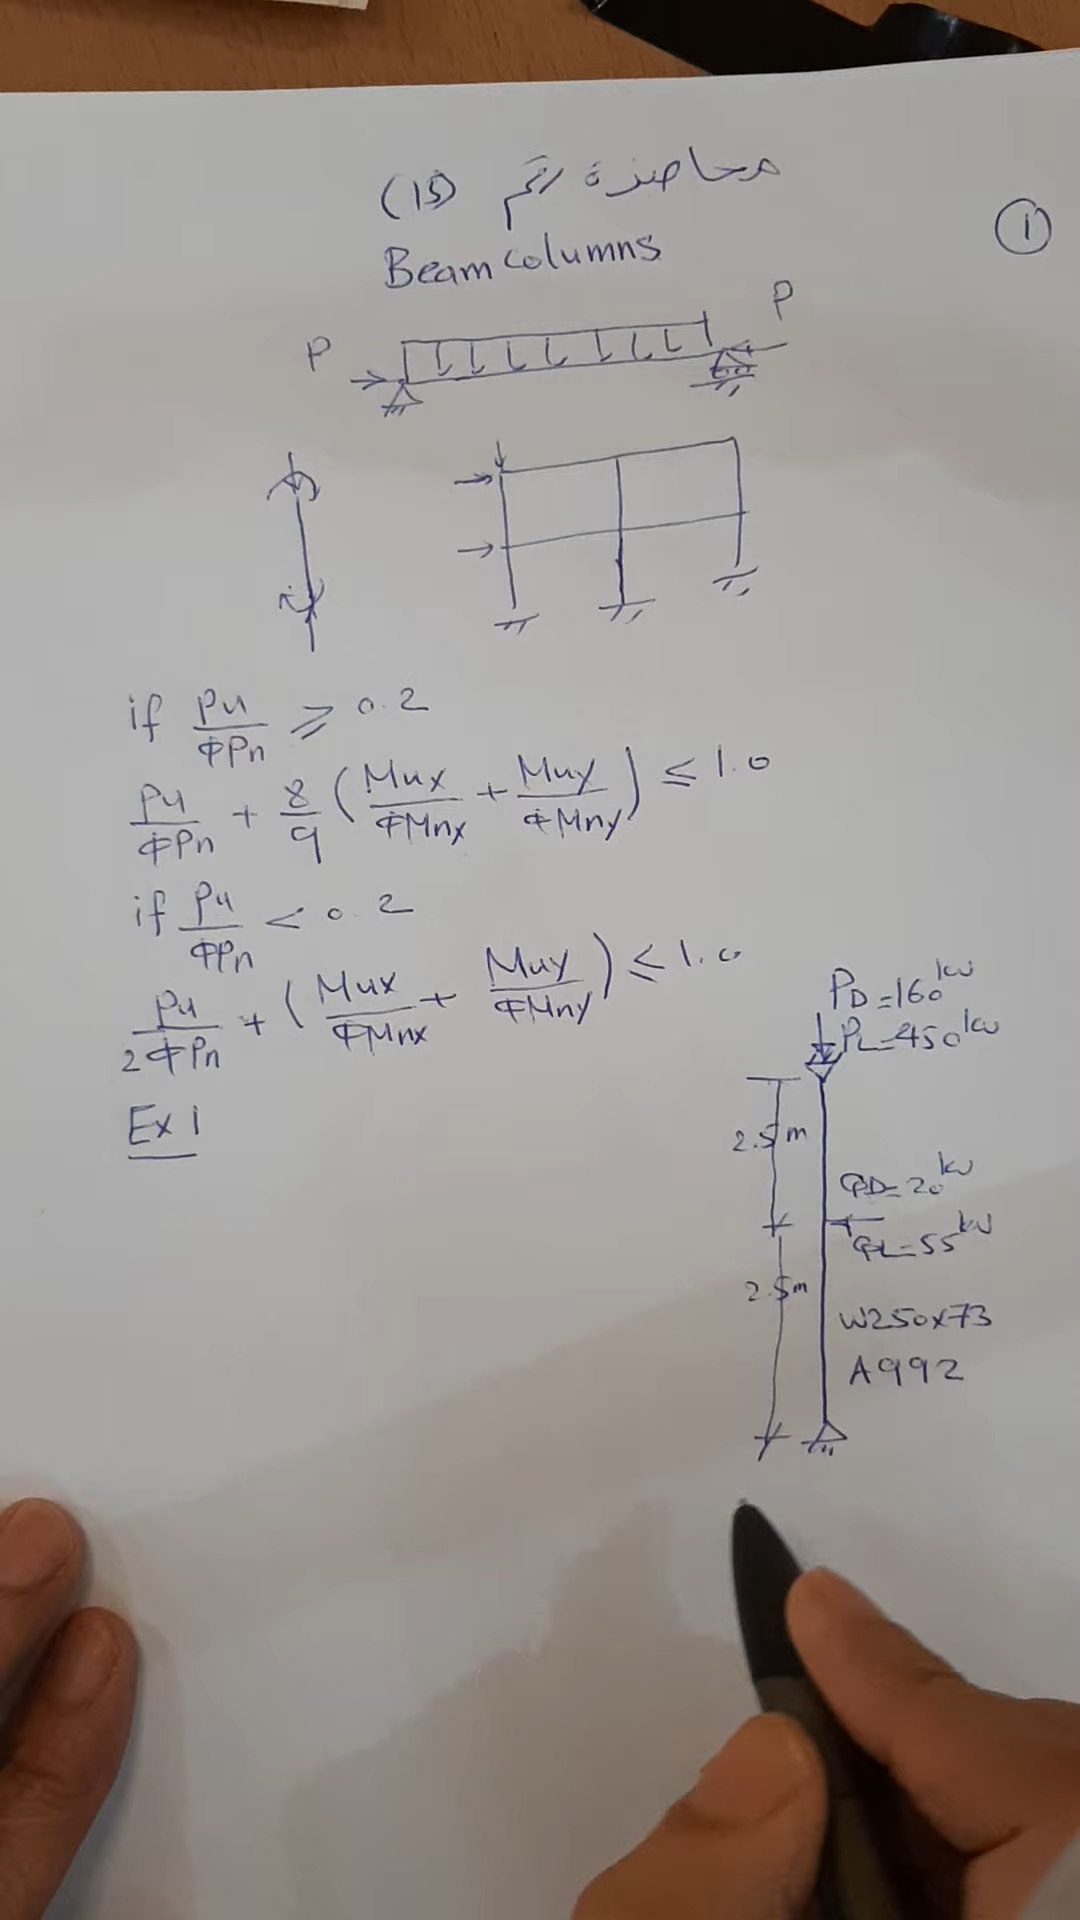 محاضرة رقم (15)
①
Beam columns
P
P
if Pu/ΦPn ≥ 0.2
Pu/ΦPn + 8/9 (Mux/ΦMnx + Muy/ΦMny) ≤ 1.0
if Pu/ΦPn < 0.2
Pu/2ΦPn + (Mux/ΦMnx + Muy/ΦMny) ≤ 1.0
Ex 1
PD=160 kN
PL=450 kN
2.5m
QD=20 kN
QL=55 kN
2.5m
W250x73
A992